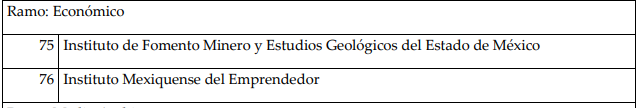 Ramo: Económico
75 Instituto de Fomento Minero y Estudios Geológicos del Estado de México
76 Instituto Mexiquense del Emprendedor